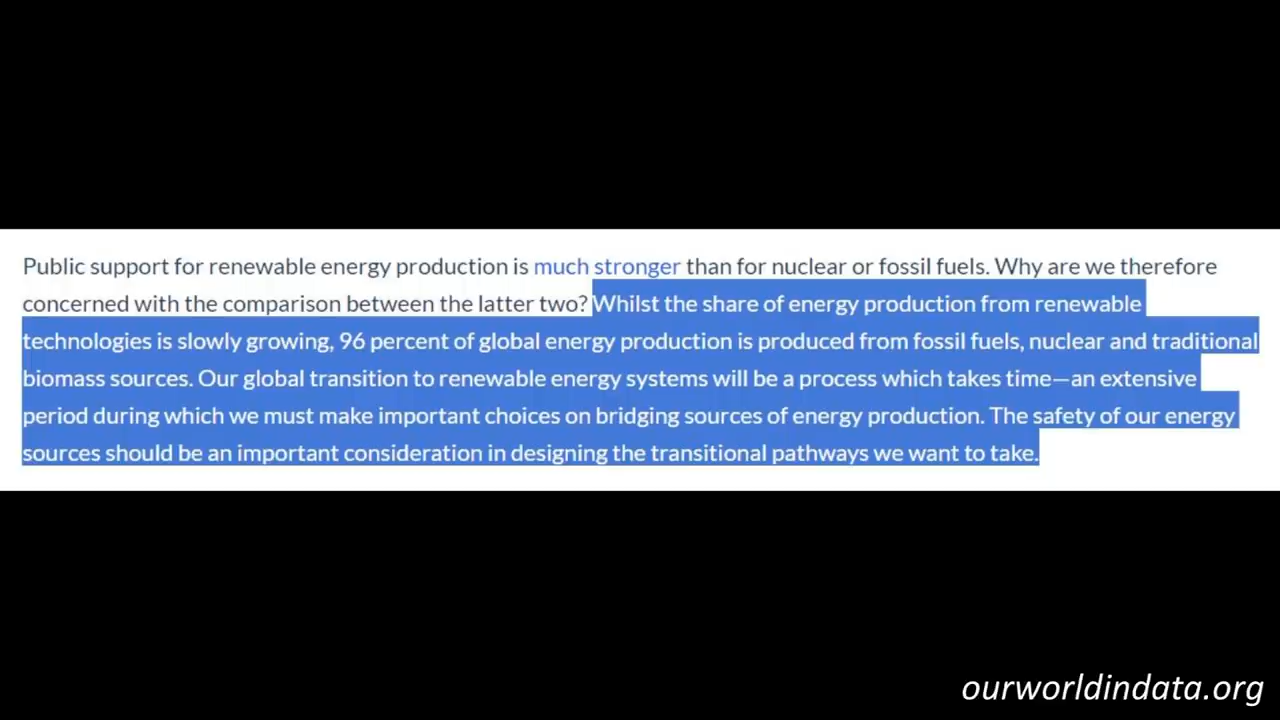 Public support for renewable energy production is much stronger than for nuclear or fossil fuels. Why are we therefore
concerned with the comparison between the latter two? Whilst the share of energy production from renewable
technologies is slowly growing, 96 percent of global energy production is produced from fossil fuels, nuclear and traditional
biomass sources. Our global transition to renewable energy systems will be a process which takes time—an extensive
period during which we must make important choices on bridging sources of energy production. The safety of our energy
sources should be an important consideration in designing the transitional pathways we want to take.
ourworldindata.org